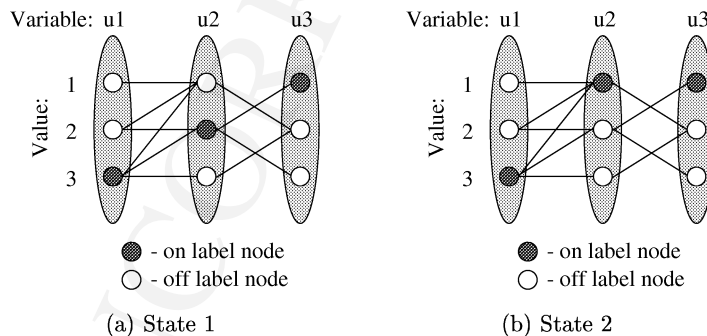 Variable: u1 u2 u3
Value:
1
2
3
- on label node
- off label node
(a) State 1
Variable: u1 u2 u3
Value:
1
2
3
- on label node
- off label node
(b) State 2